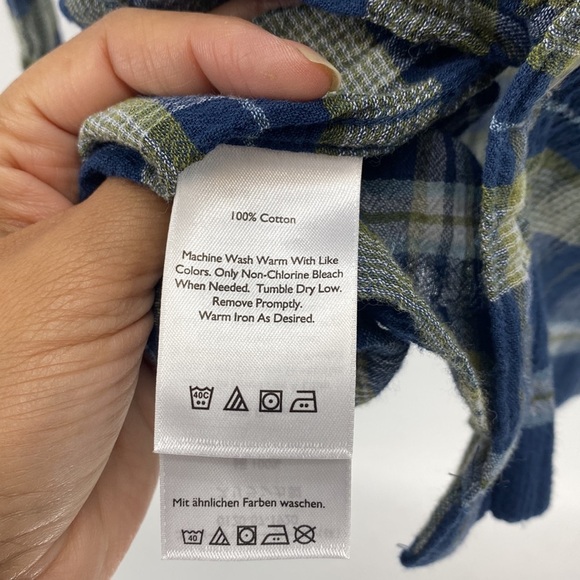 100% Cotton
Machine Wash Warm With Like
Colors. Only Non-Chlorine Bleach
When Needed. Tumble Dry Low.
Remove Promptly.
Warm Iron As Desired.
40C
Mit ähnlichen Farben waschen.
40